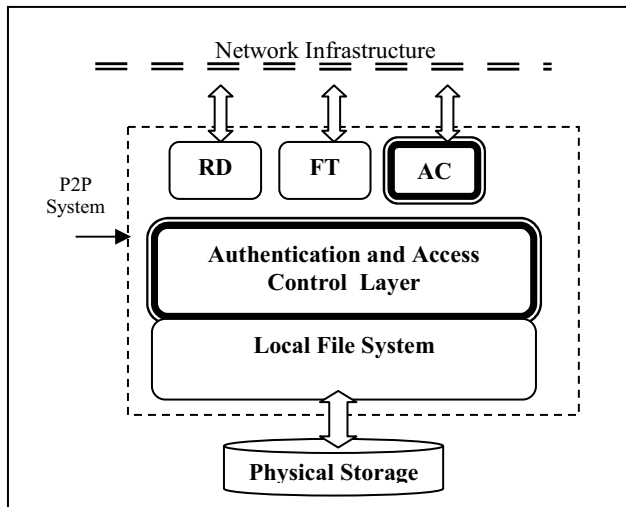 Network Infrastructure
RD
FT
AC
P2P
System
Authentication and Access
Control Layer
Local File System
Physical Storage